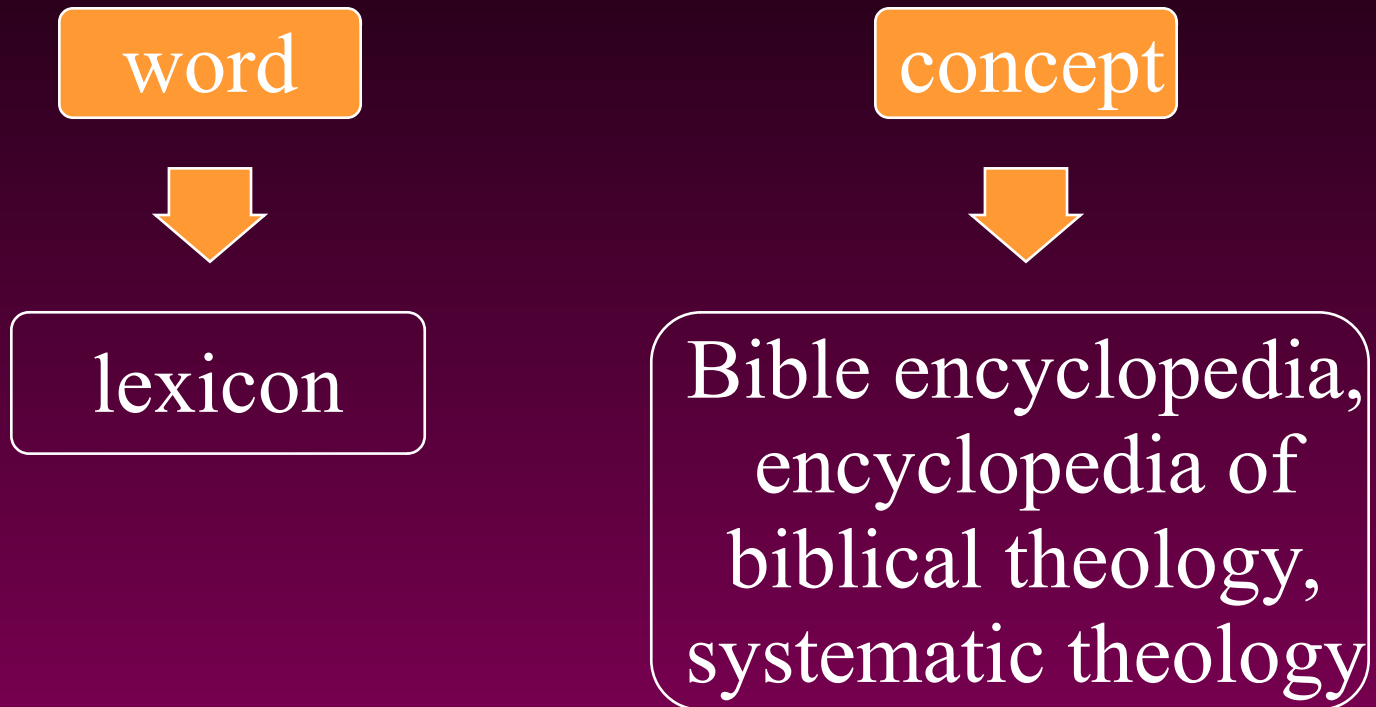 word
concept
lexicon
Bible encyclopedia,
encyclopedia of
biblical theology,
systematic theology